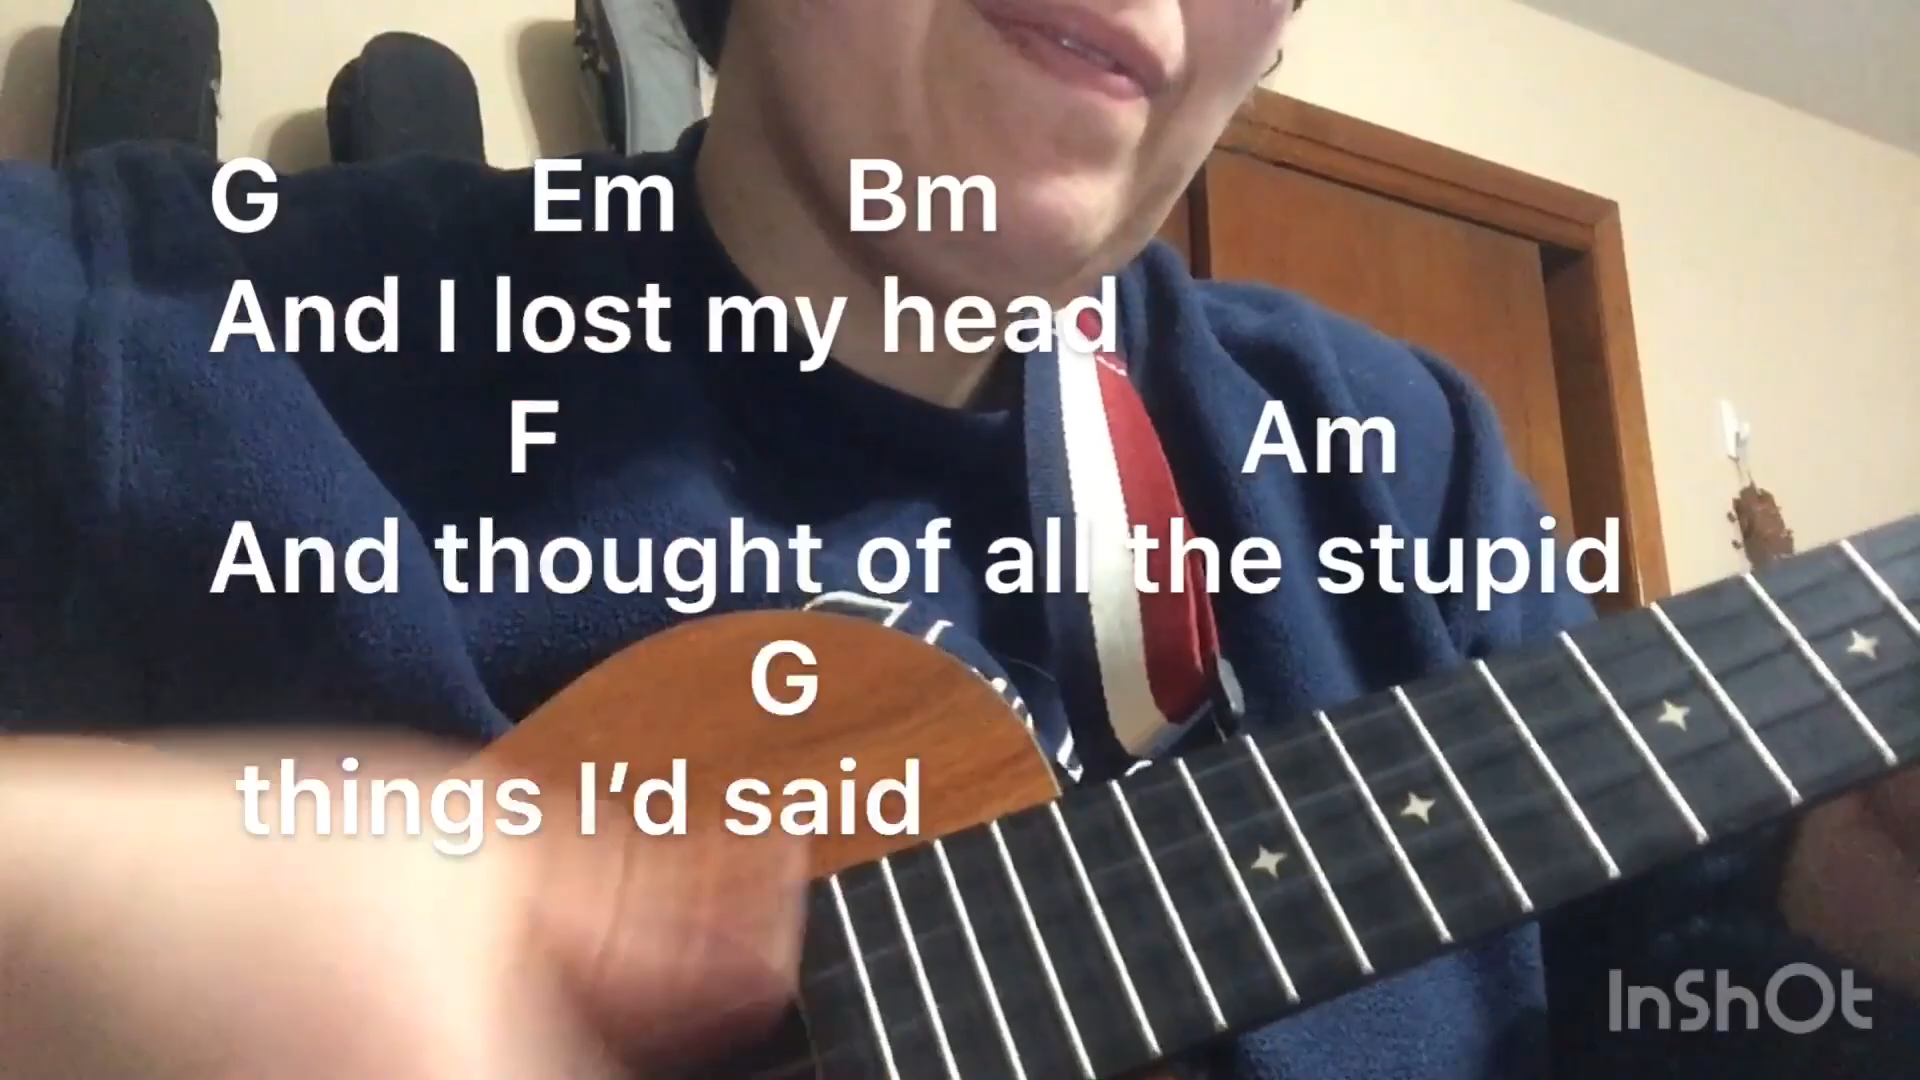 G Em Bm
And I lost my head
F Am
And thought of all the stupid
G
things I’d said
InShOt